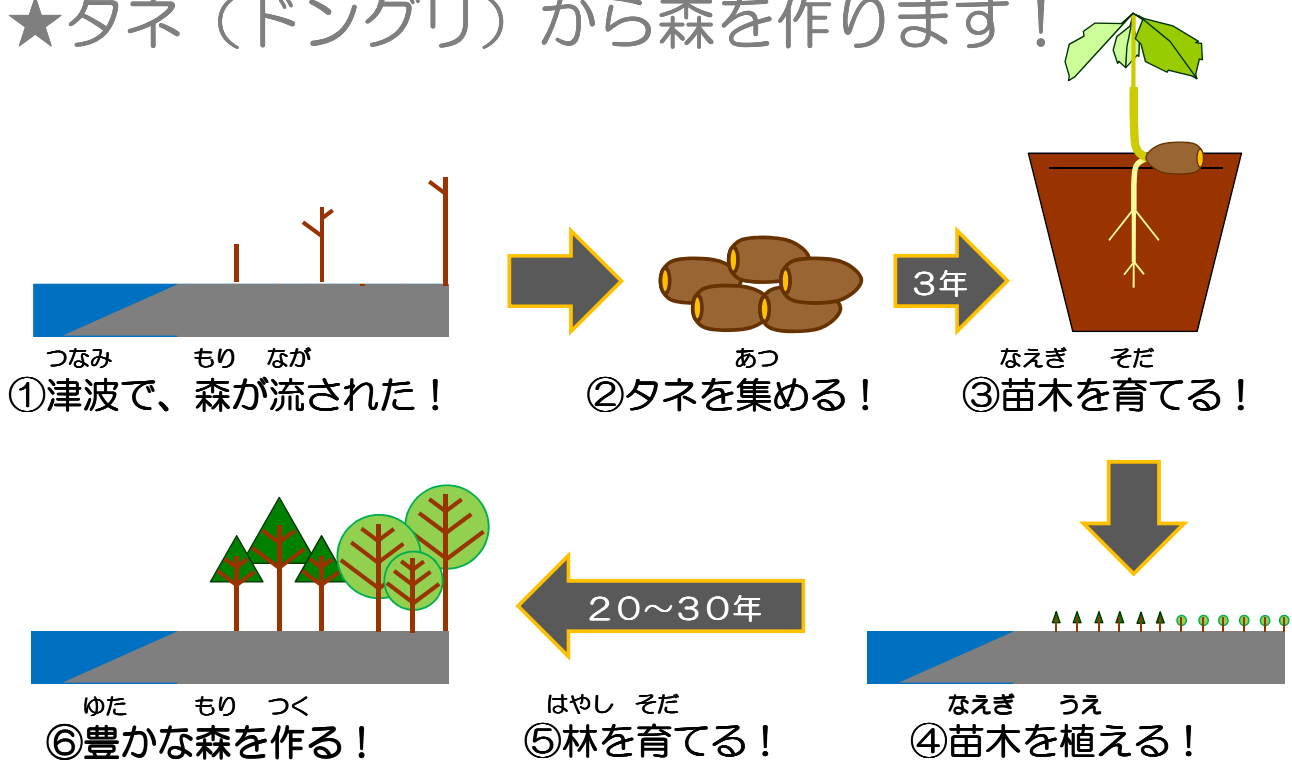 ★タネ（ドングリ）から森を作ります！
３年
つなみ もり なが
①津波で、森が流された！
あつ
②タネを集める！
なえぎ そだ
③苗木を育てる！
２０～３０年
ゆた もり つく
⑥豊かな森を作る！
はやし そだ
⑤林を育てる！
なえぎ うえ
④苗木を植える！